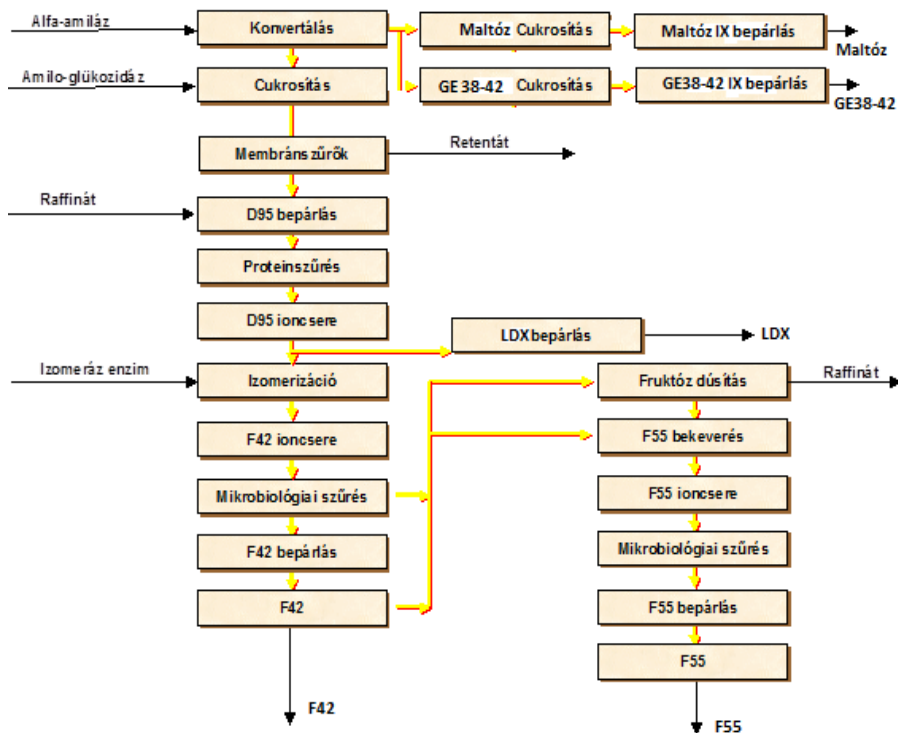 Alfa-amiláz
Konvertálás
Maltóz Cukrosítás
Maltóz IX bepárlás
Maltóz
Amilo-glükozidáz
Cukrosítás
GE 38-42 Cukrosítás
GE38-42 IX bepárlás
GE38-42
Membránszűrők
Retentát
Raffinát
D95 bepárlás
Proteinszűrés
D95 ioncsere
LDX bepárlás
LDX
Izomeráz enzim
Izomerizáció
Fruktóz dúsítás
Raffinát
F42 ioncsere
F55 bekeverés
Mikrobiológiai szűrés
F55 ioncsere
F42 bepárlás
Mikrobiológiai szűrés
F42
F55 bepárlás
F55
F42
F55